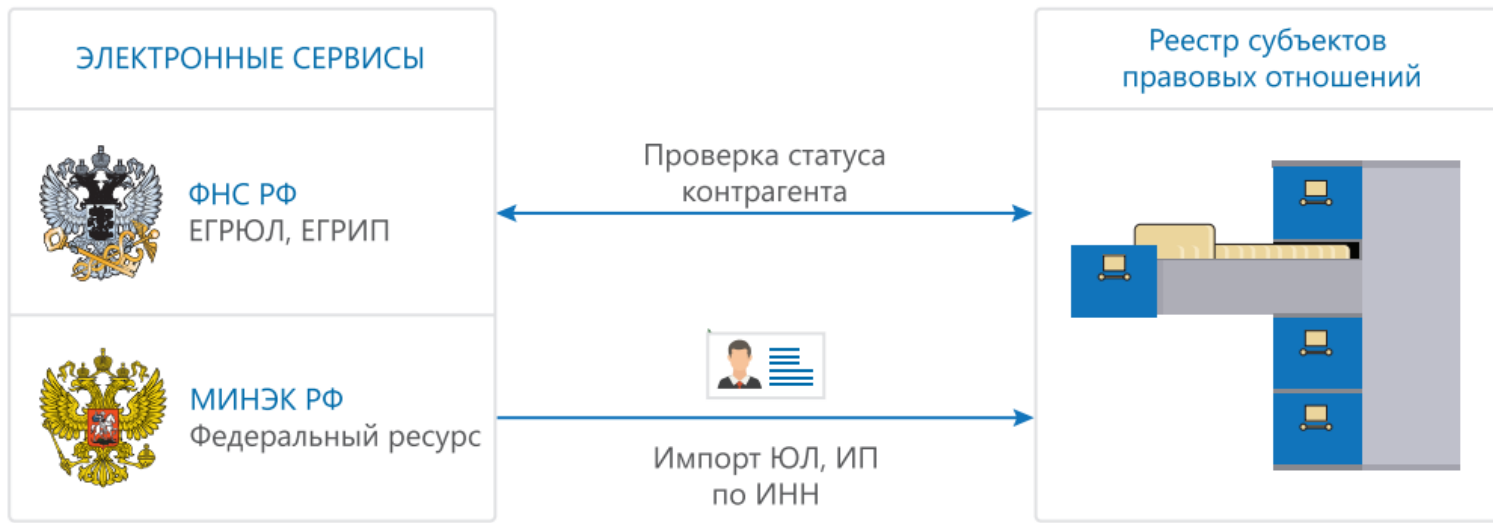 ЭЛЕКТРОННЫЕ СЕРВИСЫ
ФНС РФ
ЕГРЮЛ, ЕГРИП
МИНЭК РФ
Федеральный ресурс
Проверка статуса
контрагента
Импорт ЮЛ, ИП
по ИНН
Реестр субъектов
правовых отношений